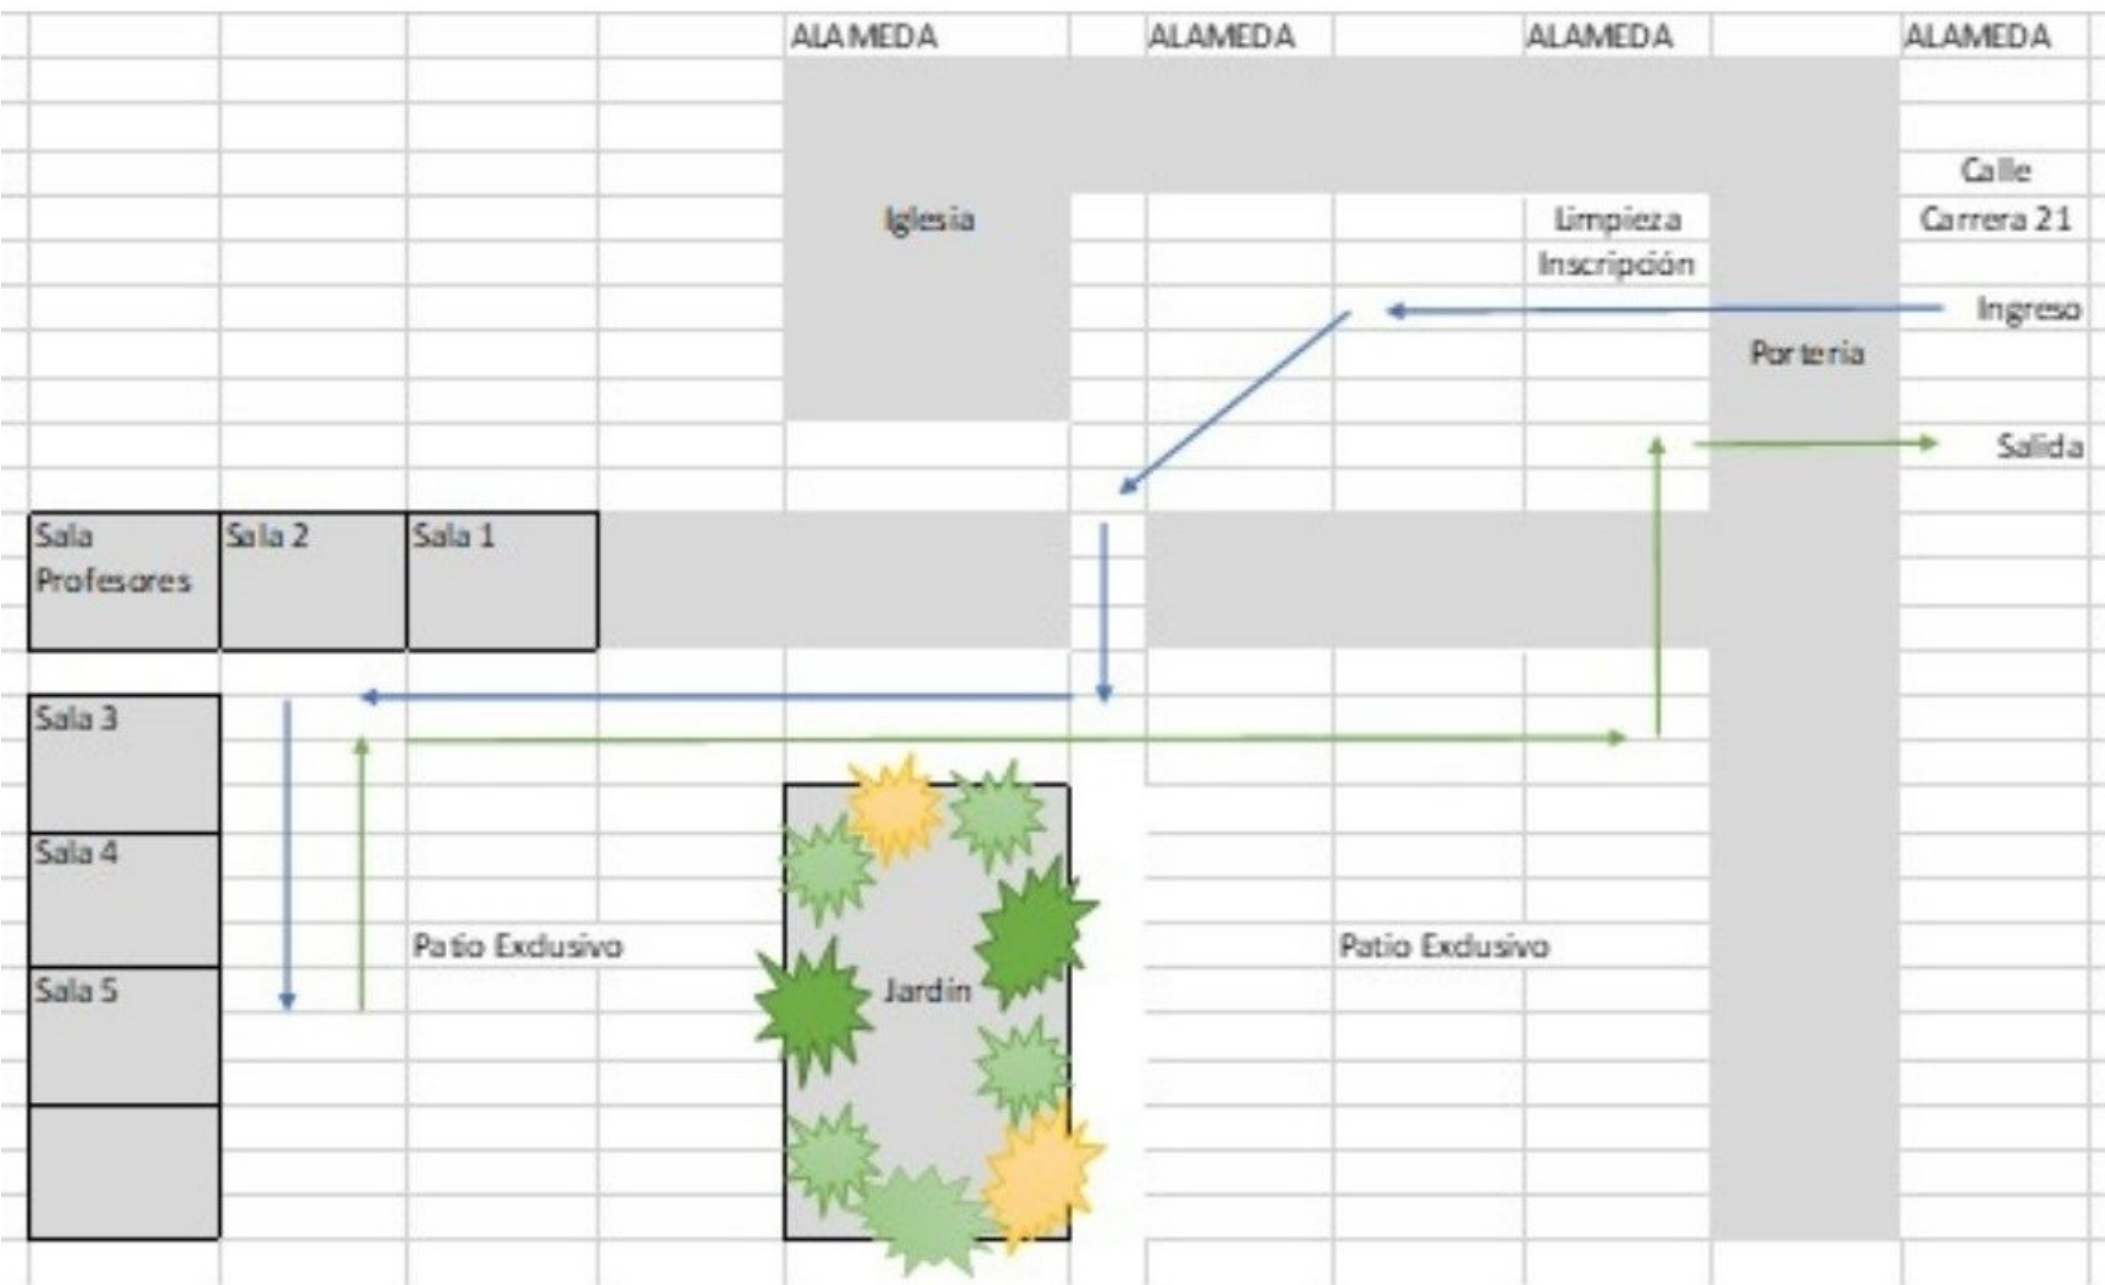 ALAMEDA ALAMEDA ALAMEDA ALAMEDA
Calle
Iglesia Limpieza Carrera 21
Inscripción
Ingreso
Porteria
Salida
Sala Sala 2 Sala 1
Profesores
Sala 3
Sala 4
Patio Exclusivo Patio Exclusivo
Sala 5 Jardin